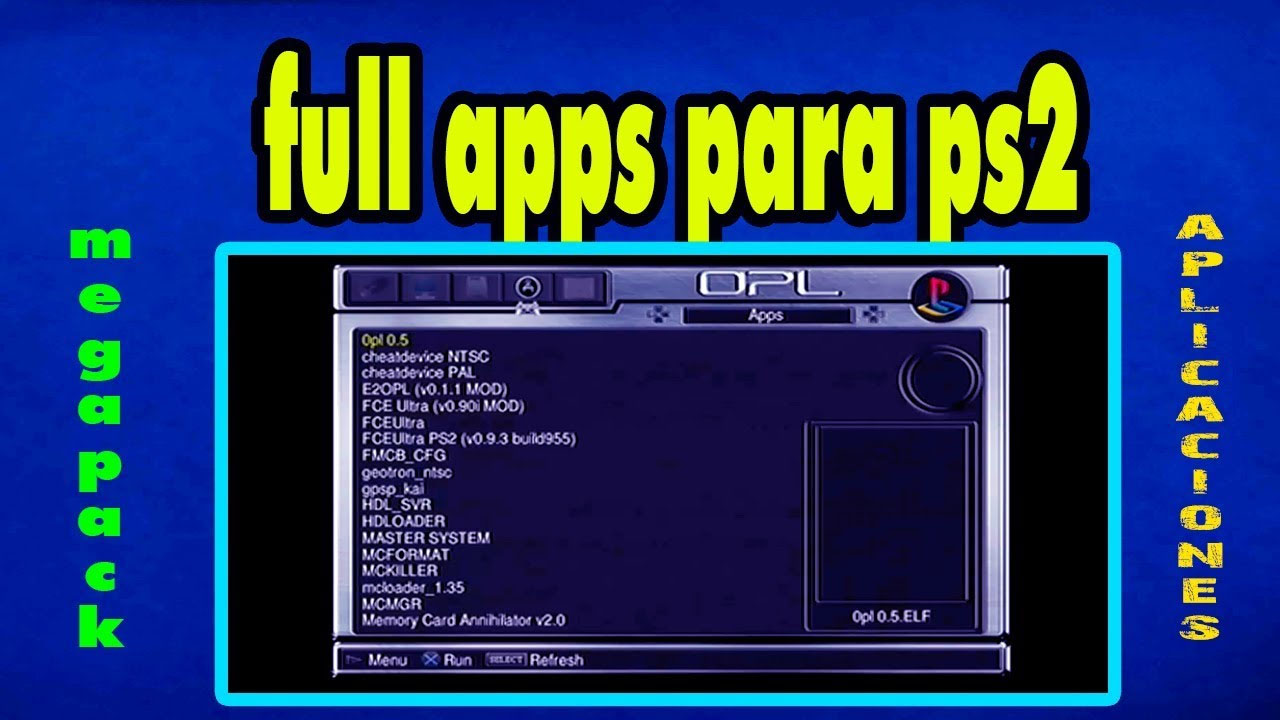 full apps para ps2
megapack
APLICACIONES
OPL
Apps
0pl 0.5
cheatdevice NTSC
cheatdevice PAL
E2OPL (v0.1.1 MOD)
FCE Ultra (v0.90i MOD)
FCEUltra
FCEUltra PS2 (v0.9.3 build955)
FMCB_CFG
geotron_ntsc
gpsp_kai
HDL_SVR
HDLOADER
MASTER SYSTEM
MCFORMAT
MCKILLER
mcloader_1.35
MCMGR
Memory Card Annihilator v2.0
0pl 0.5.ELF
Menu Run SELECT Refresh